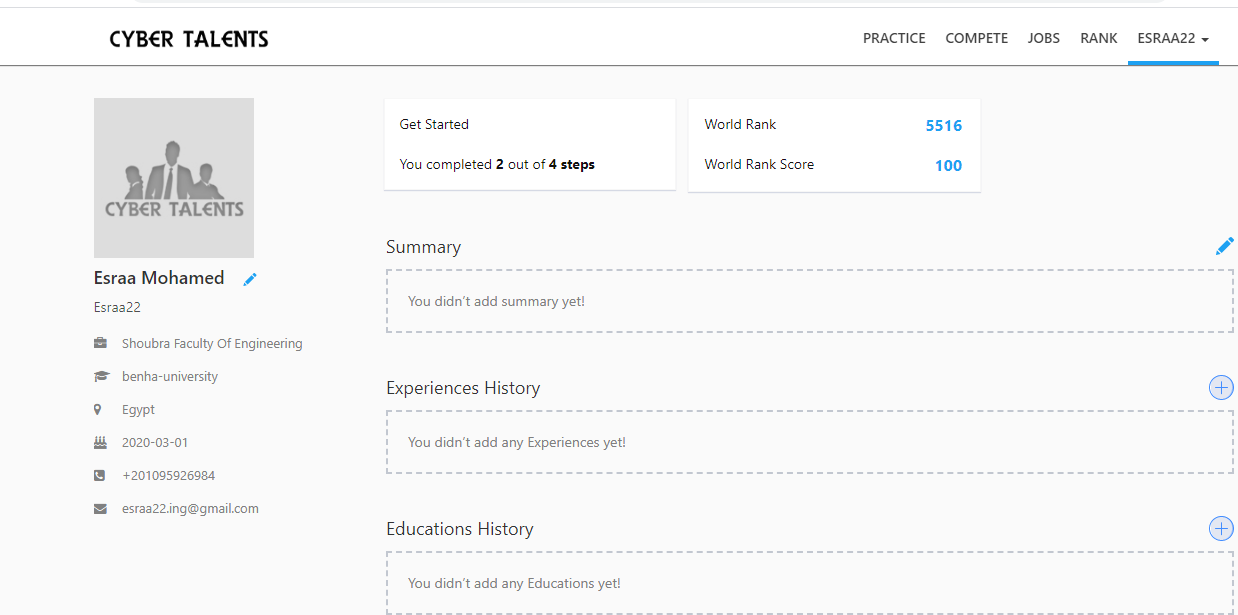 CYBER TALENTS
PRACTICE COMPETE JOBS RANK ESRAA22
CYBER TALENTS
Esraa Mohamed
Esraa22
Shoubra Faculty Of Engineering
benha-university
Egypt
2020-03-01
+201095926984
esraa22.ing@gmail.com
Get Started
You completed 2 out of 4 steps
World Rank 5516
World Rank Score 100
Summary
You didn't add summary yet!
Experiences History
You didn't add any Experiences yet!
Educations History
You didn't add any Educations yet!